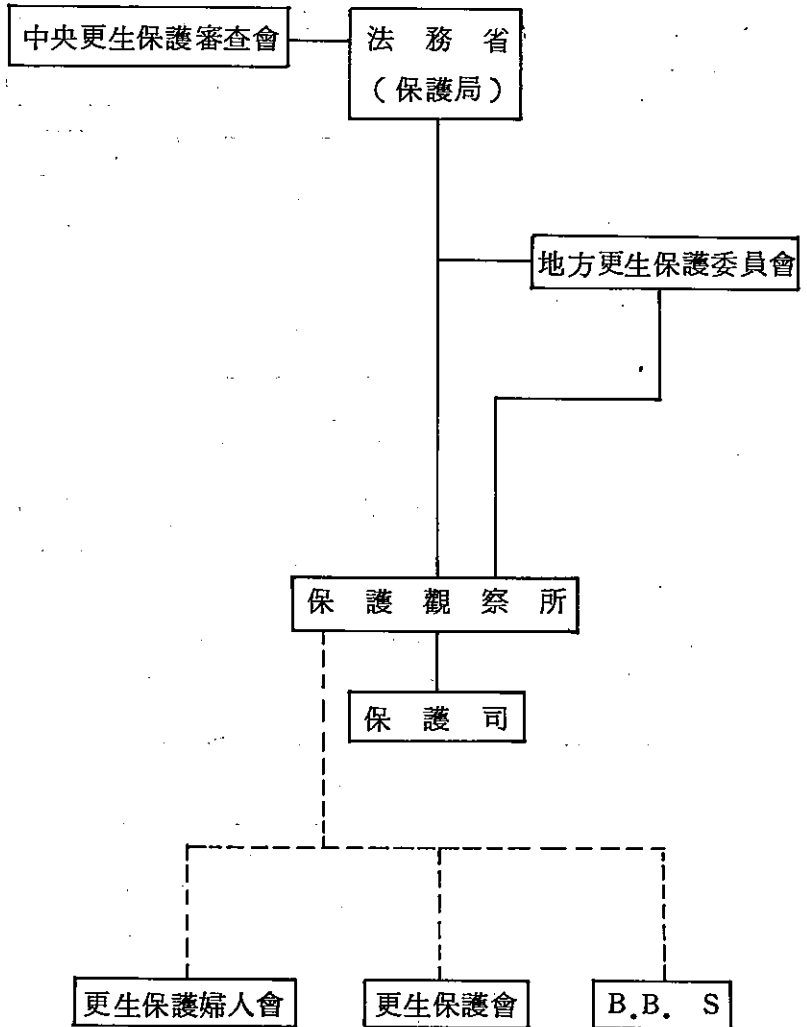 中央更生保護審查會
法務省
（保護局）
地方更生保護委員會
保護觀察所
保護司
更生保護婦人會
更生保護會
B.B. S